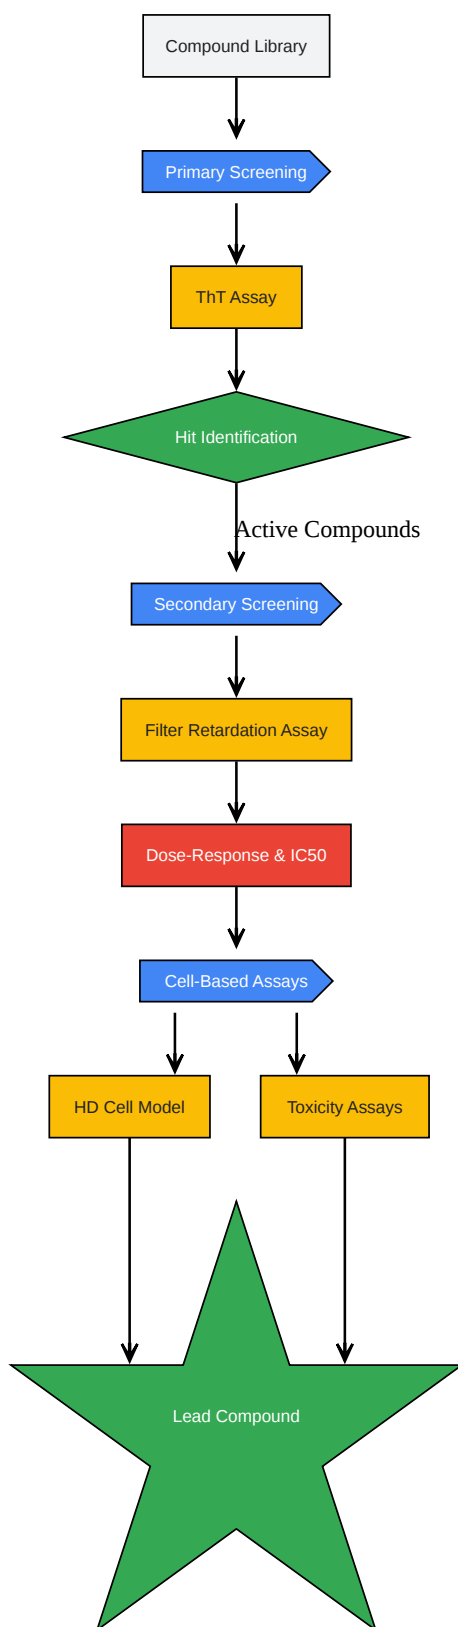 Compound Library
Primary Screening
ThT Assay
Hit Identification
Active Compounds
Secondary Screening
Filter Retardation Assay
Dose-Response & IC50
Cell-Based Assays
HD Cell Model
Toxicity Assays
Lead Compound